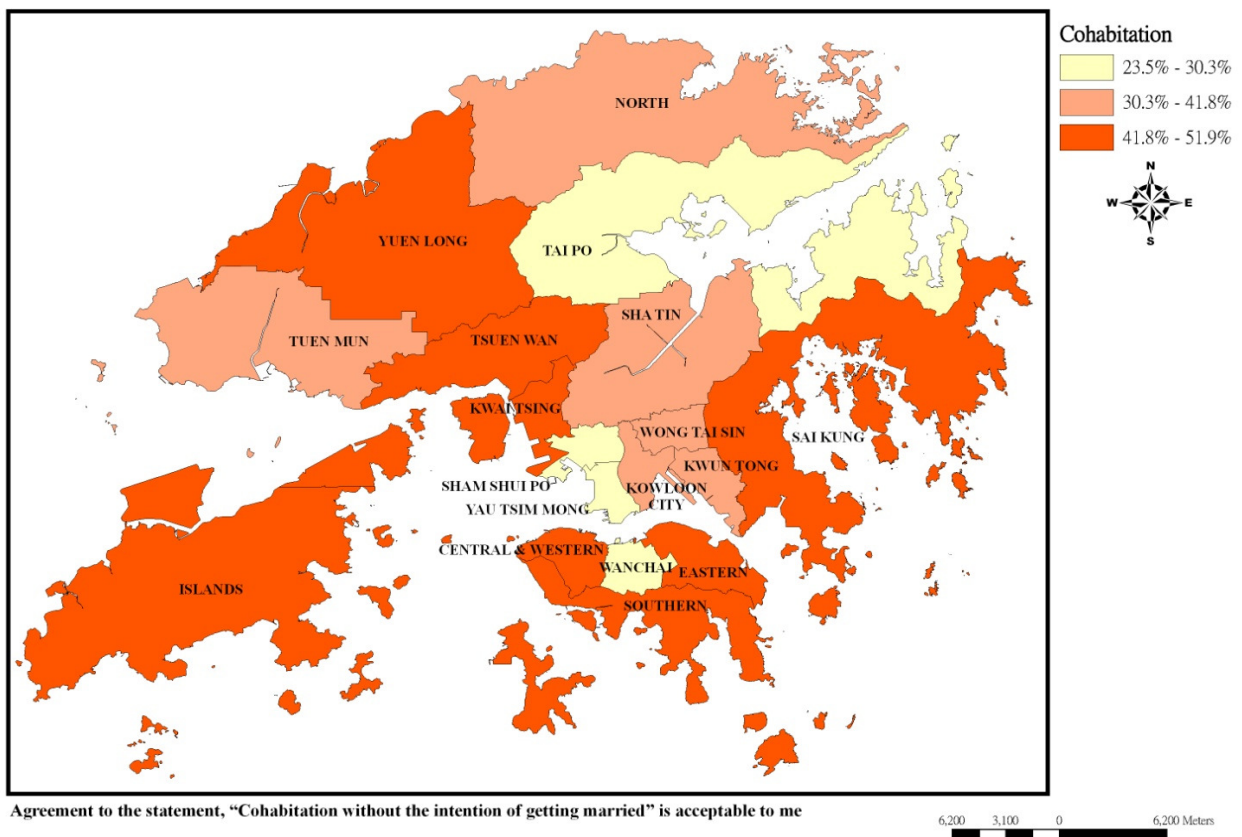 Cohabitation
23.5% - 30.3%
30.3% - 41.8%
41.8% - 51.9%
N
W E
S
NORTH
YUEN LONG
TAI PO
TUEN MUN
TSUEN WAN
SHA TIN
KWAI TSING
WONG TAI SIN
SAI KUNG
KWUN TONG
SHAM SHUI PO
KOWLOON
CITY
YAU TSIM MONG
CENTRAL & WESTERN
WANCHAI
EASTERN
ISLANDS
SOUTHERN
Agreement to the statement, “Cohabitation without the intention of getting married” is acceptable to me
6,200 3,100 0 6,200 Meters